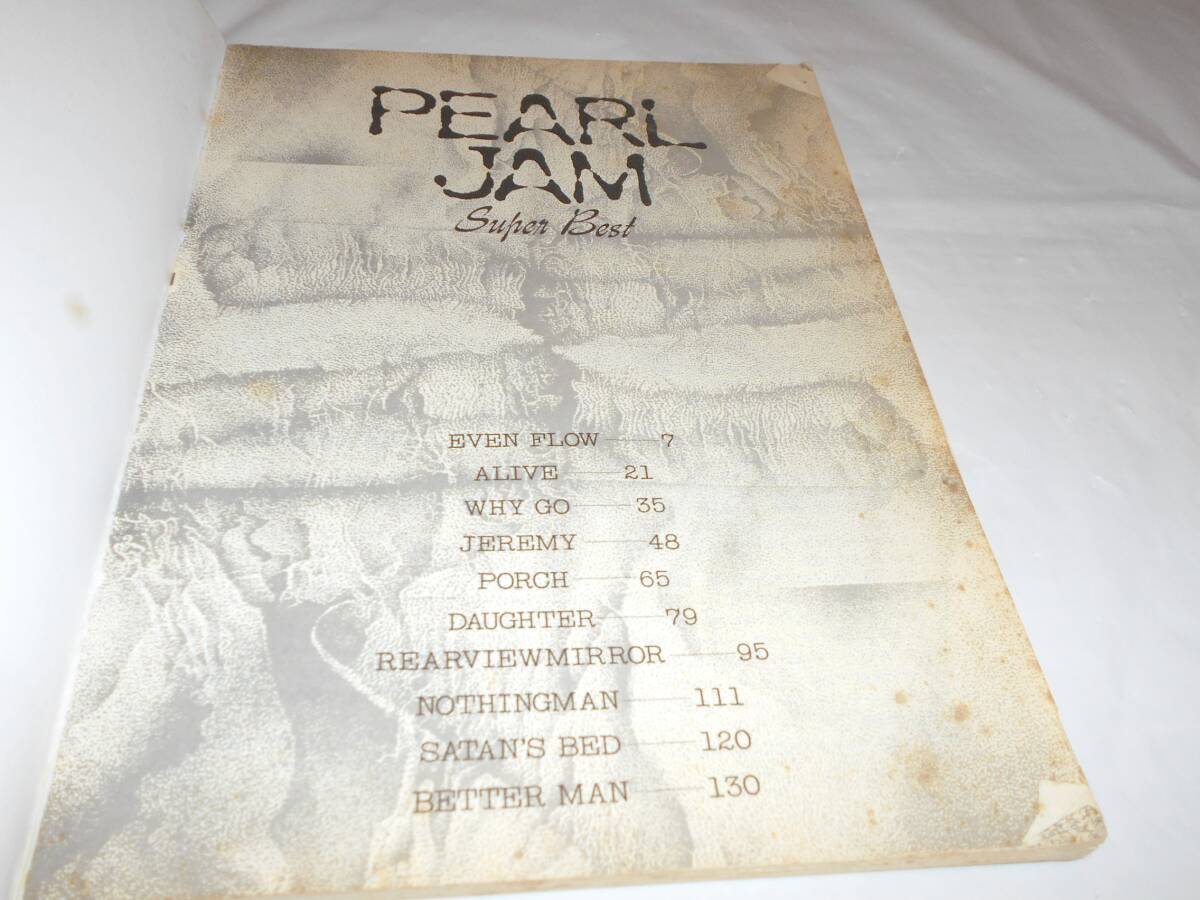 PEARL
JAM
Super Best
EVEN FLOW——7
ALIVE——21
WHY GO——35
JEREMY——48
PORCH——65
DAUGHTER——79
REARVIEWMIRROR——95
NOTHINGMAN——111
SATAN'S BED——120
BETTER MAN——130